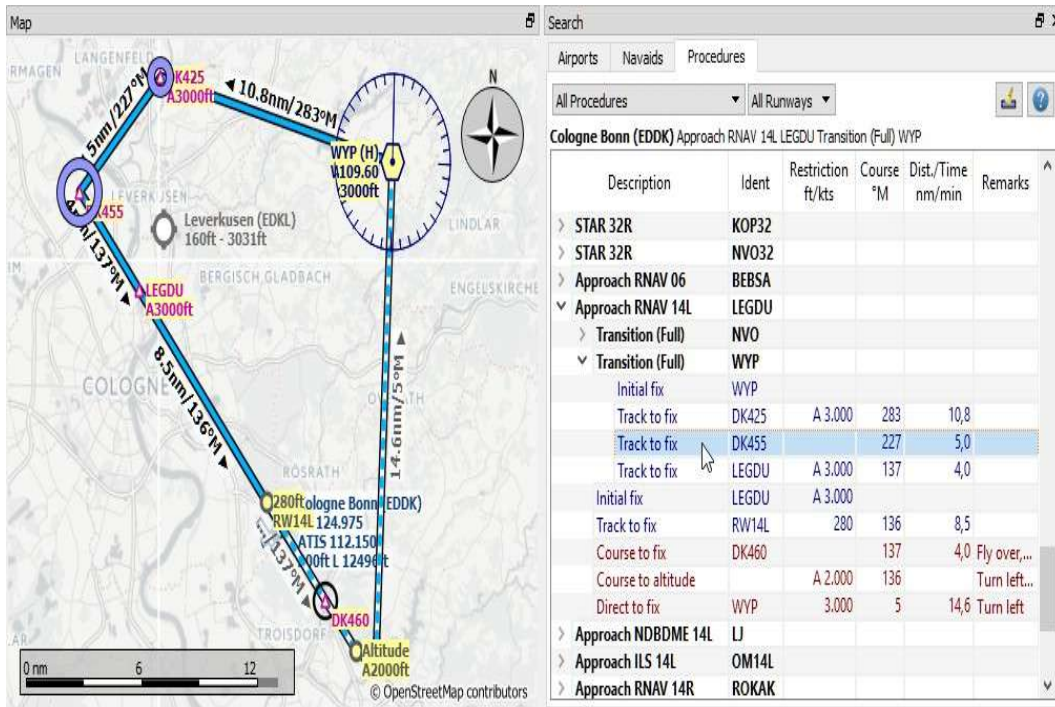 Map
Search
LANGENFELD
RMAGEN
DK425
A3000ft
◄ 10.8nm/283°M
5nm/227°M
N
WYP (H)
109.60
3000ft
LEVERKUSEN
K455
Leverkusen (EDKL)
160ft - 3031ft
LINDLAR
/137°M ►
BERGISCH GLADBACH
ENGELSKIRCHE
LEGDU
A3000ft
COLOGNE
8.5nm/136°M ►
14.6nm/5°M ►
RÖSRATH
280ft
ologne Bonn (EDDK)
RW14L
124.975
ATIS 112.150
00ft L 12496
/137°M ►
DK460
TROISDORF
Altitude
A2000ft
0 nm 6 12
© OpenStreetMap contributors
Airports Navaids Procedures
All Procedures All Runways
Cologne Bonn (EDDK) Approach RNAV 14L LEGDU Transition (Full) WYP
Description Ident Restriction ft/kts Course °M Dist./Time nm/min Remarks
STAR 32R KOP32
STAR 32R NVO32
Approach RNAV 06 BEBSA
Approach RNAV 14L LEGDU
Transition (Full) NVO
Transition (Full) WYP
Initial fix WYP
Track to fix DK425 A 3.000 283 10,8
Track to fix DK455 227 5,0
Track to fix LEGDU A 3.000 137 4,0
Initial fix LEGDU A 3.000
Track to fix RW14L 280 136 8,5
Course to fix DK460 137 4,0 Fly over,...
Course to altitude A 2.000 136 Turn left...
Direct to fix WYP 3.000 5 14,6 Turn left
Approach NDBDME 14L LJ
Approach ILS 14L OM14L
Approach RNAV 14R ROKAK